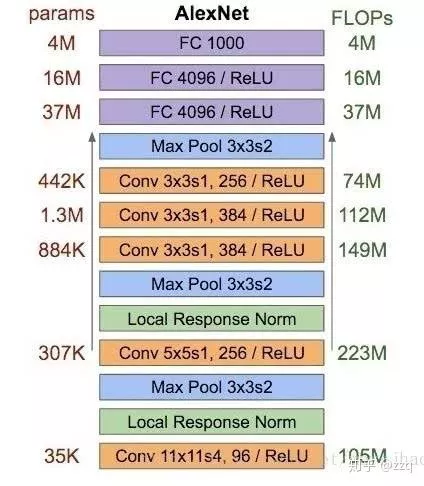 params AlexNet FLOPs
4M FC 1000 4M
16M FC 4096 / ReLU 16M
37M FC 4096 / ReLU 37M
Max Pool 3x3s2
442K Conv 3x3s1, 256 / ReLU 74M
1.3M Conv 3x3s1, 384 / ReLU 112M
884K Conv 3x3s1, 384 / ReLU 149M
Max Pool 3x3s2
Local Response Norm
307K Conv 5x5s1, 256 / ReLU 223M
Max Pool 3x3s2
Local Response Norm
35K Conv 11x11s4, 96 / ReLU 105M
知乎 @zzq